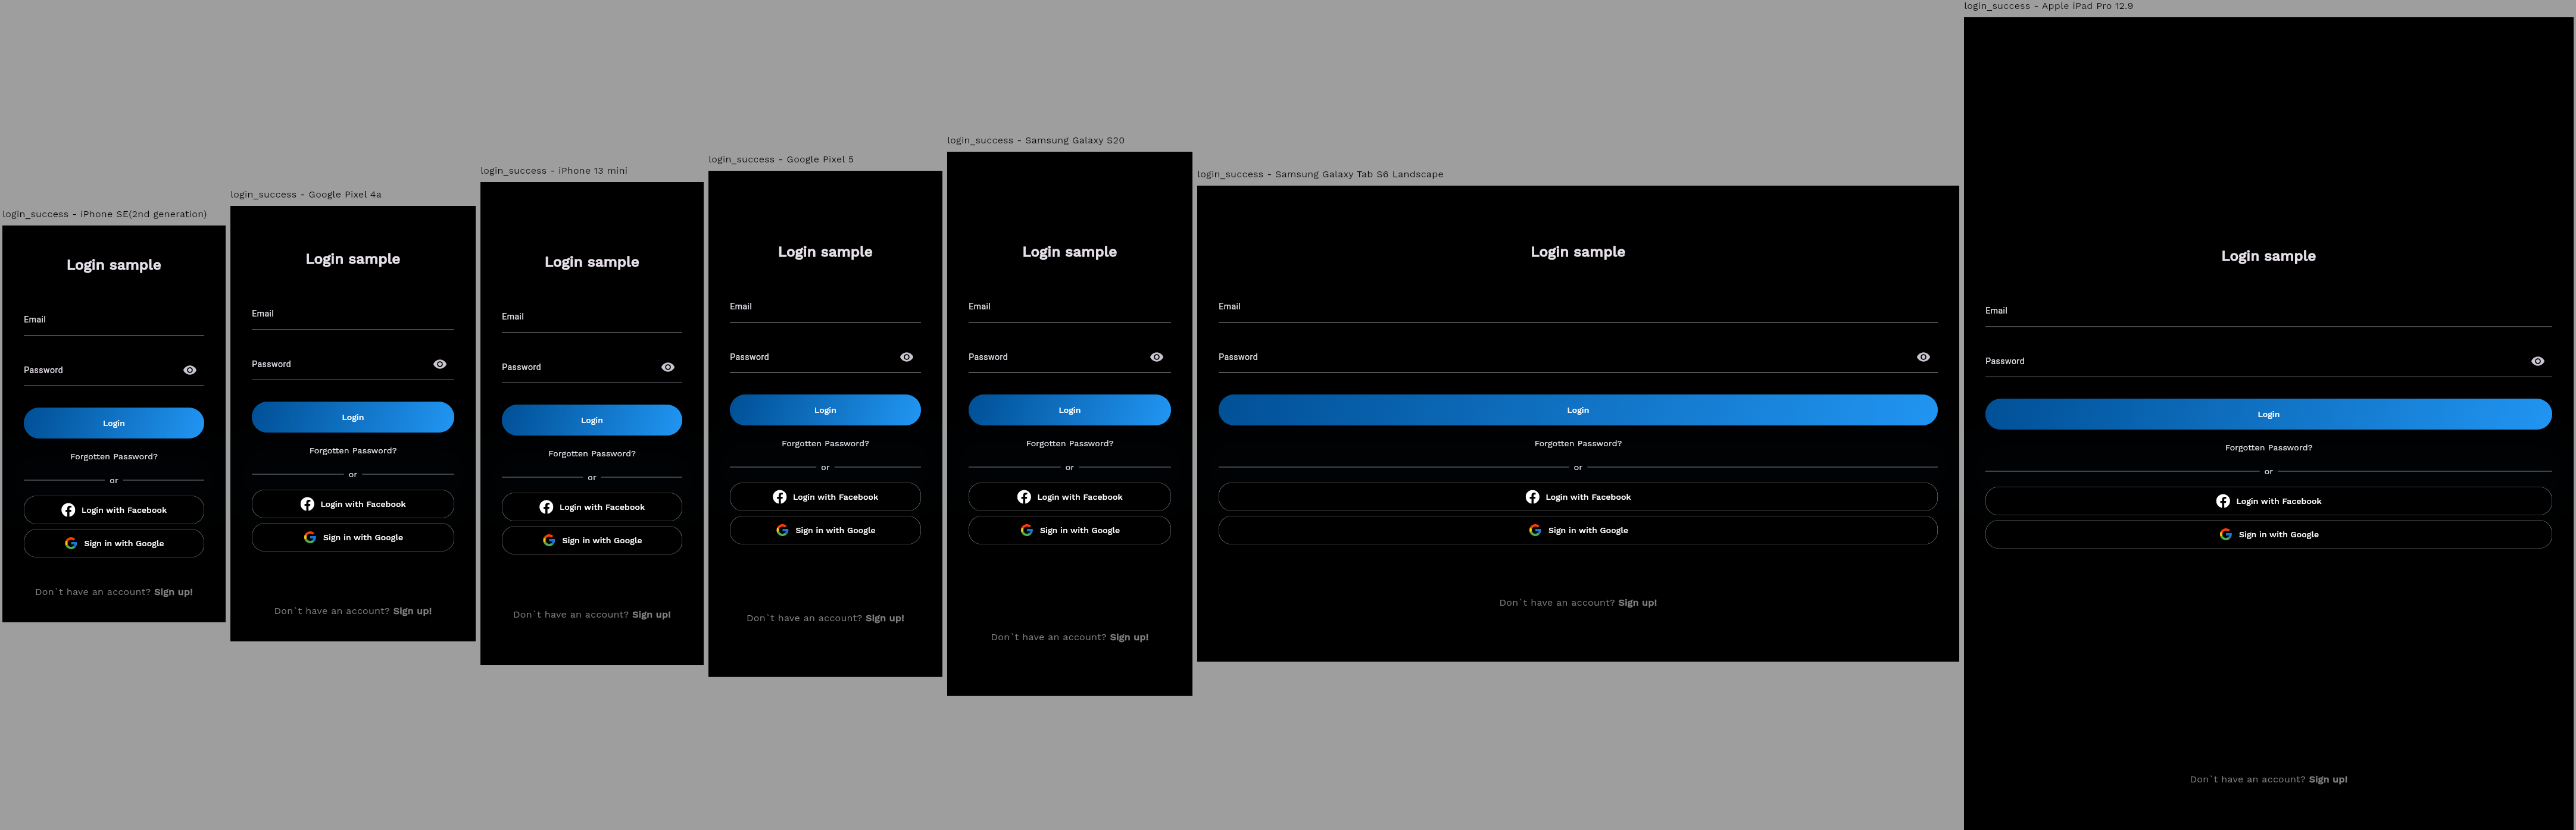 login_success - iPhone SE(2nd generation)
Login sample
Email
Password
Login
Forgotten Password?
or
Login with Facebook
Sign in with Google
Don`t have an account? Sign up!
login_success - Google Pixel 4a
Login sample
Email
Password
Login
Forgotten Password?
or
Login with Facebook
Sign in with Google
Don`t have an account? Sign up!
login_success - iPhone 13 mini
Login sample
Email
Password
Login
Forgotten Password?
or
Login with Facebook
Sign in with Google
Don`t have an account? Sign up!
login_success - Google Pixel 5
Login sample
Email
Password
Login
Forgotten Password?
or
Login with Facebook
Sign in with Google
Don`t have an account? Sign up!
login_success - Samsung Galaxy S20
Login sample
Email
Password
Login
Forgotten Password?
or
Login with Facebook
Sign in with Google
Don`t have an account? Sign up!
login_success - Samsung Galaxy Tab S6 Landscape
Login sample
Email
Password
Login
Forgotten Password?
or
Login with Facebook
Sign in with Google
Don`t have an account? Sign up!
login_success - Apple iPad Pro 12.9
Login sample
Email
Password
Login
Forgotten Password?
or
Login with Facebook
Sign in with Google
Don`t have an account? Sign up!